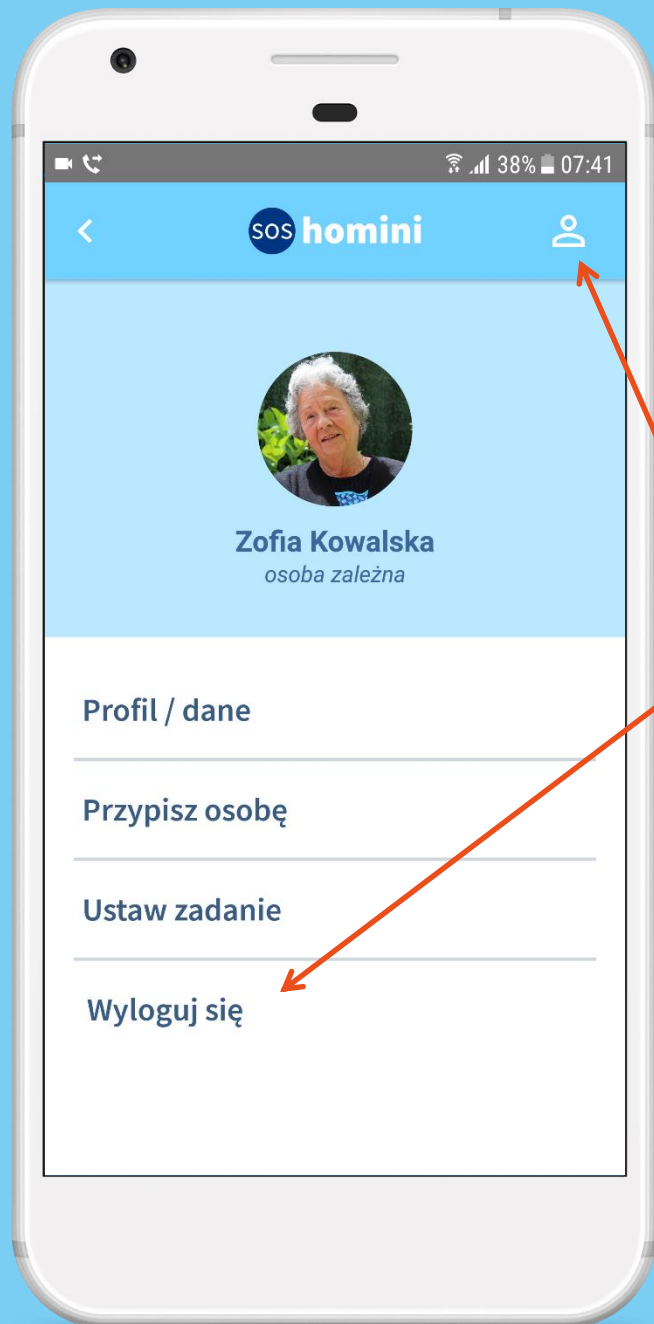 38% 07:41
sos homini
Zofia Kowalska
osoba zależna
Profil / dane
Przypisz osobę
Ustaw zadanie
Wyloguj się